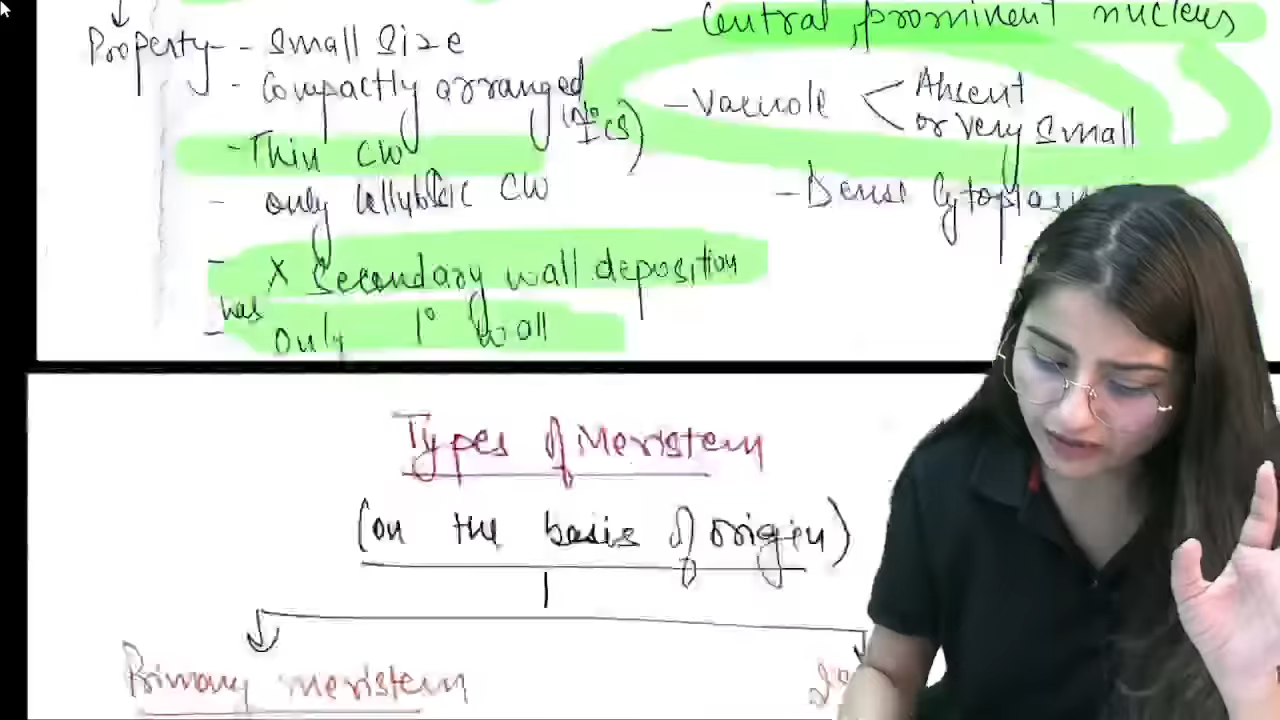 Property - Small Size
- Compactly arranged
(No ICS)
- Thin CW
- only Cellulosic CW
- X Secondary wall deposition
- has only 1° wall
- Central, prominent nucleus
- Vacuole < Absent
or very small
- Dense Cytoplasm
Types of Meristem
(on the basis of origin)
Primary meristem